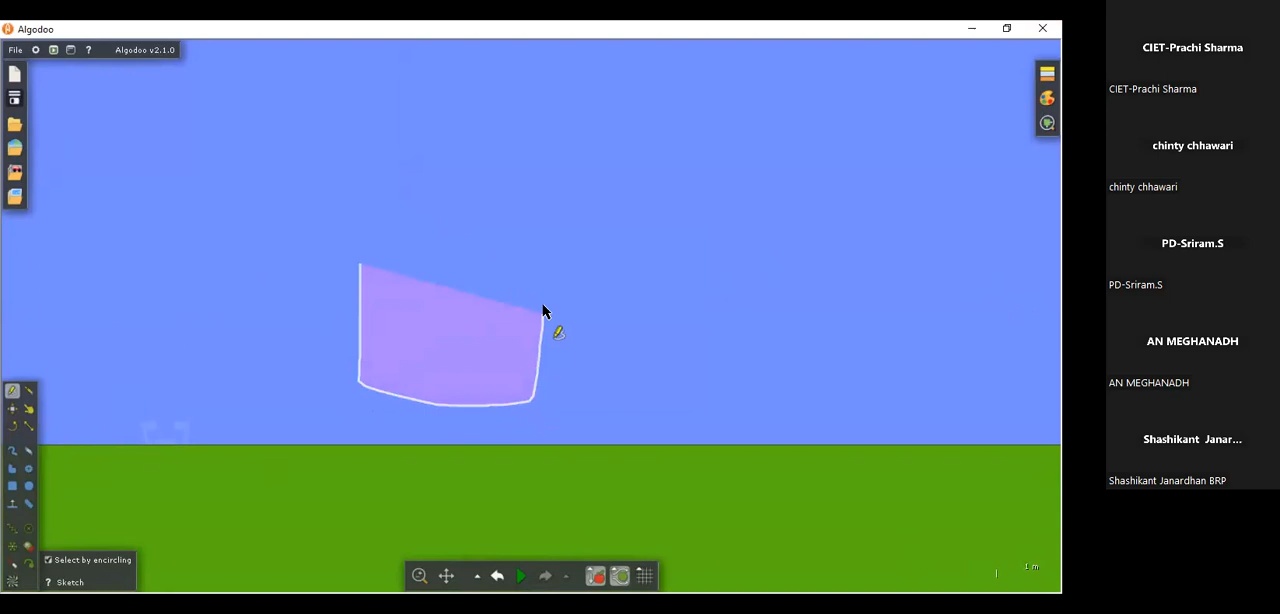 Algodoo
File ? Algodoo v2.1.0
Select by encircling
? Sketch
1 m
CIET-Prachi Sharma
CIET-Prachi Sharma
chinty chhawari
chinty chhawari
PD-Sriram.S
PD-Sriram.S
AN MEGHANADH
AN MEGHANADH
Shashikant Janar...
Shashikant Janardhan BRP